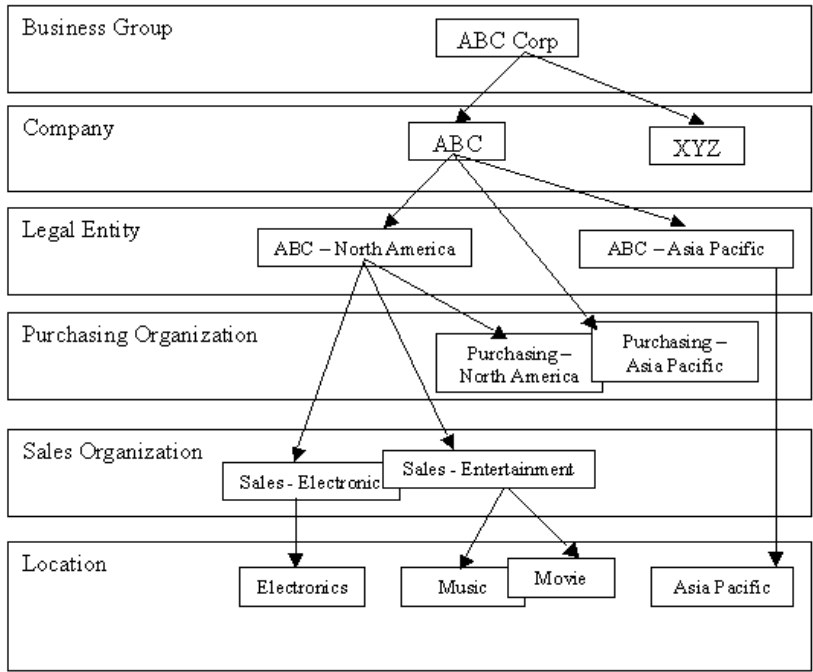 Business Group
ABC Corp
Company
ABC
XYZ
Legal Entity
ABC – North America
ABC – Asia Pacific
Purchasing Organization
Purchasing –
North America
Purchasing –
Asia Pacific
Sales Organization
Sales - Electronic
Sales - Entertainment
Location
Electronics
Music
Movie
Asia Pacific